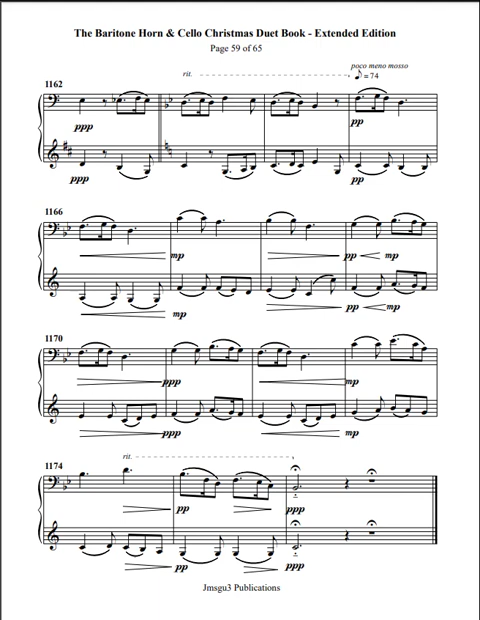 The Baritone Horn & Cello Christmas Duet Book - Extended Edition
Page 59 of 65
poco meno mosso
rit. = 74
1162
ppp pp
ppp pp
1166
mp pp mp
mp pp mp
1170
ppp mp
ppp mp
rit.
1174
pp ppp
pp ppp
Jmsgu3 Publications